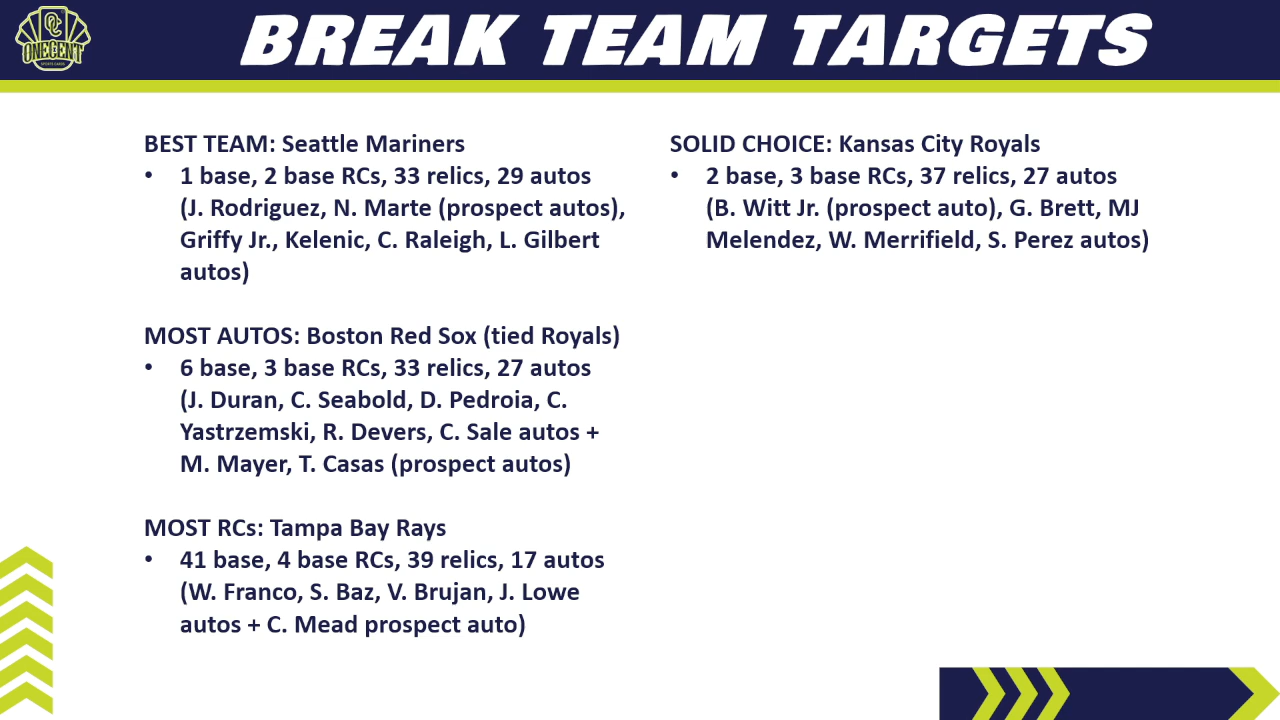 OC
ONEGENT
SPORTS CARDS
BREAK TEAM TARGETS
BEST TEAM: Seattle Mariners
• 1 base, 2 base RCs, 33 relics, 29 autos
(J. Rodriguez, N. Marte (prospect autos),
Griffy Jr., Kelenic, C. Raleigh, L. Gilbert
autos)
MOST AUTOS: Boston Red Sox (tied Royals)
• 6 base, 3 base RCs, 33 relics, 27 autos
(J. Duran, C. Seabold, D. Pedroia, C.
Yastrzemski, R. Devers, C. Sale autos +
M. Mayer, T. Casas (prospect autos)
MOST RCs: Tampa Bay Rays
• 41 base, 4 base RCs, 39 relics, 17 autos
(W. Franco, S. Baz, V. Brujan, J. Lowe
autos + C. Mead prospect auto)
SOLID CHOICE: Kansas City Royals
• 2 base, 3 base RCs, 37 relics, 27 autos
(B. Witt Jr. (prospect auto), G. Brett, MJ
Melendez, W. Merrifield, S. Perez autos)